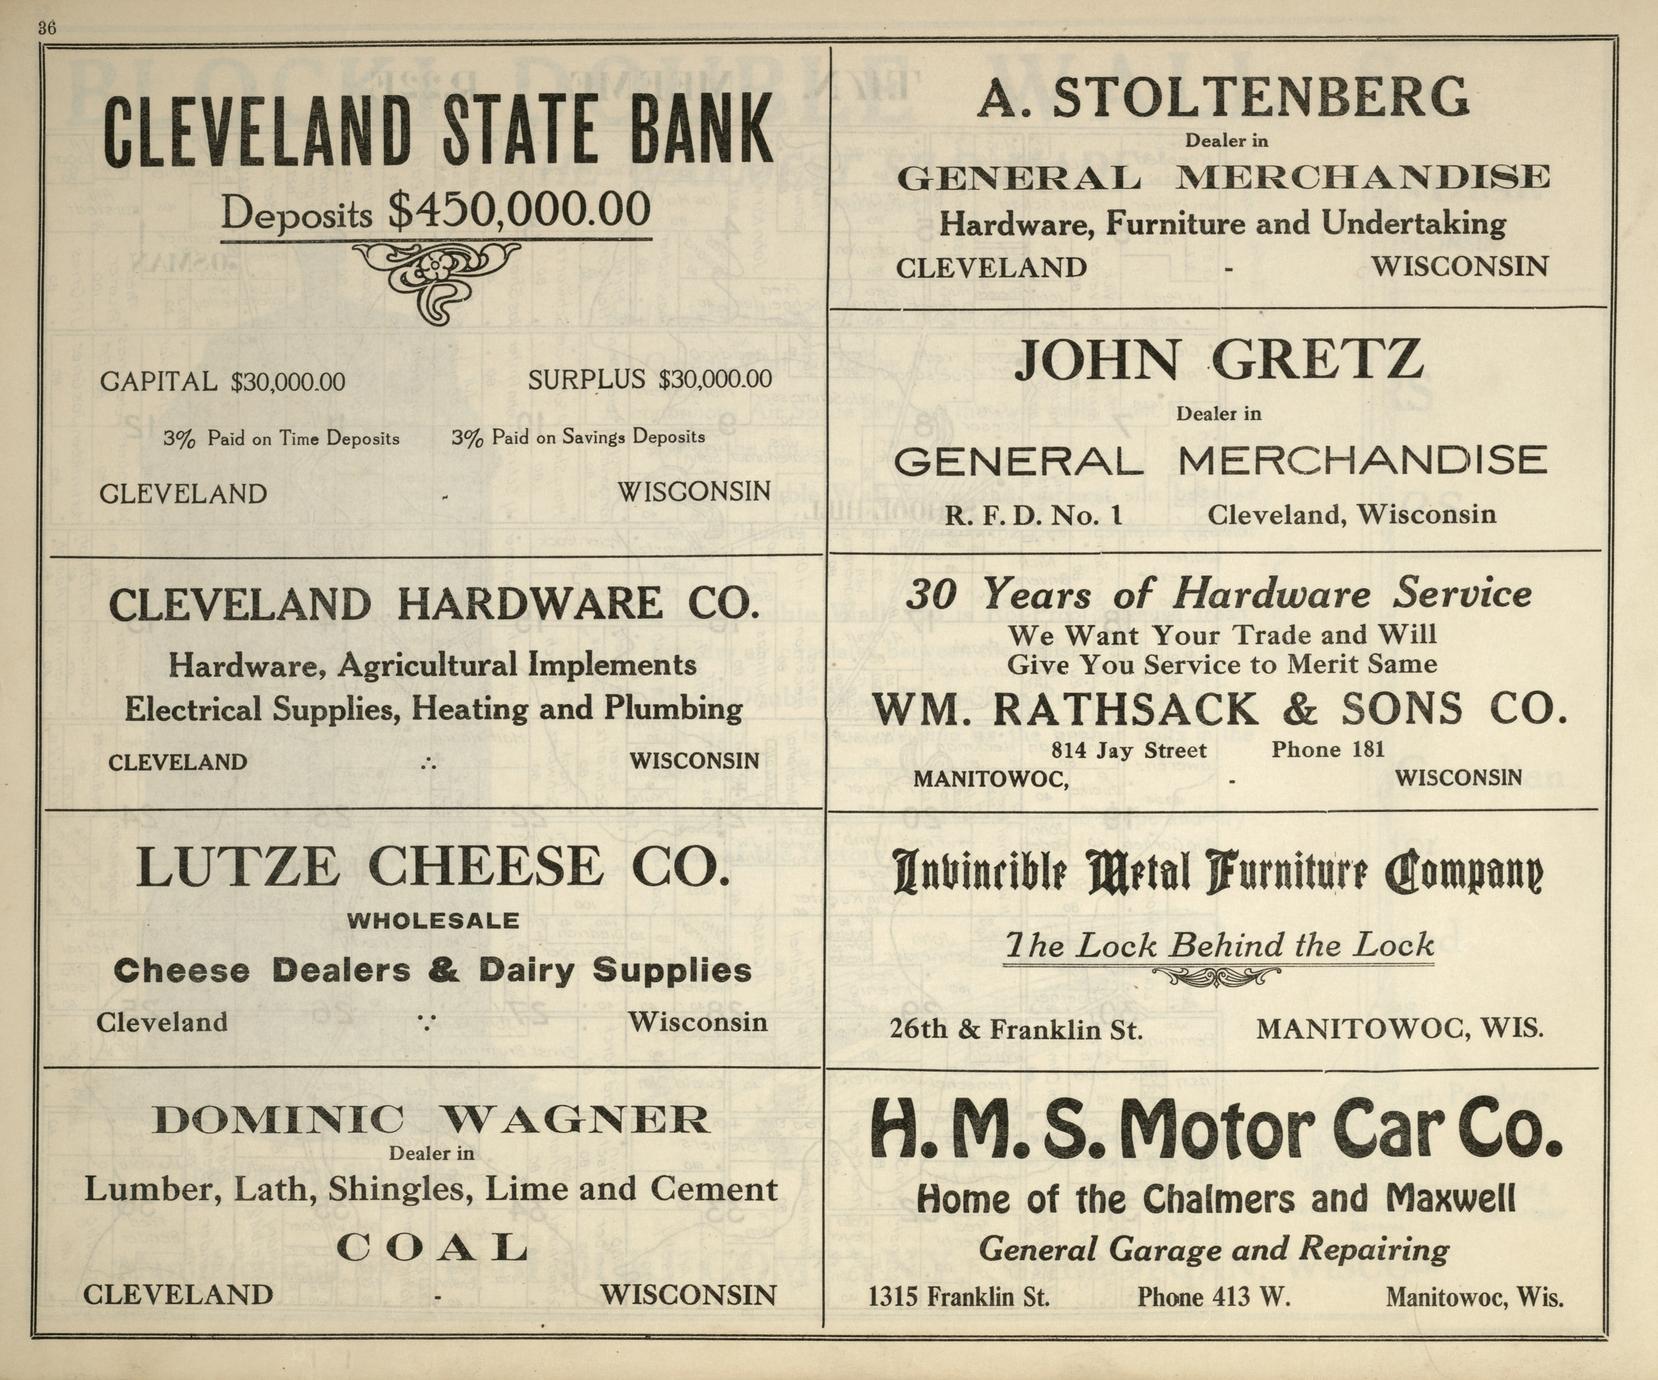 36
CLEVELAND STATE BANK
Deposits $450,000.00
CAPITAL $30,000.00 SURPLUS $30,000.00
3% Paid on Time Deposits 3% Paid on Savings Deposits
CLEVELAND - WISCONSIN
CLEVELAND HARDWARE CO.
Hardware, Agricultural Implements
Electrical Supplies, Heating and Plumbing
CLEVELAND ∴ WISCONSIN
LUTZE CHEESE CO.
WHOLESALE
Cheese Dealers & Dairy Supplies
Cleveland ∵ Wisconsin
DOMINIC WAGNER
Dealer in
Lumber, Lath, Shingles, Lime and Cement
COAL
CLEVELAND - WISCONSIN
A. STOLTENBERG
Dealer in
GENERAL MERCHANDISE
Hardware, Furniture and Undertaking
CLEVELAND - WISCONSIN
JOHN GRETZ
Dealer in
GENERAL MERCHANDISE
R. F. D. No. 1 Cleveland, Wisconsin
30 Years of Hardware Service
We Want Your Trade and Will
Give You Service to Merit Same
WM. RATHSACK & SONS CO.
814 Jay Street Phone 181
MANITOWOC, - WISCONSIN
Invincible Metal Furniture Company
The Lock Behind the Lock
26th & Franklin St. MANITOWOC, WIS.
H. M. S. Motor Car Co.
Home of the Chalmers and Maxwell
General Garage and Repairing
1315 Franklin St. Phone 413 W. Manitowoc, Wis.